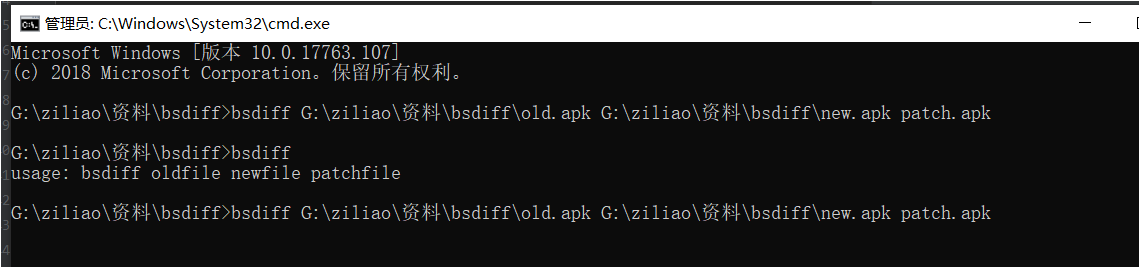 管理员: C:\Windows\System32\cmd.exe
Microsoft Windows [版本 10.0.17763.107]
(c) 2018 Microsoft Corporation。保留所有权利。
G:\ziliao\资料\bsdiff>bsdiff G:\ziliao\资料\bsdiff\old.apk G:\ziliao\资料\bsdiff\new.apk patch.apk
G:\ziliao\资料\bsdiff>bsdiff
usage: bsdiff oldfile newfile patchfile
G:\ziliao\资料\bsdiff>bsdiff G:\ziliao\资料\bsdiff\old.apk G:\ziliao\资料\bsdiff\new.apk patch.apk